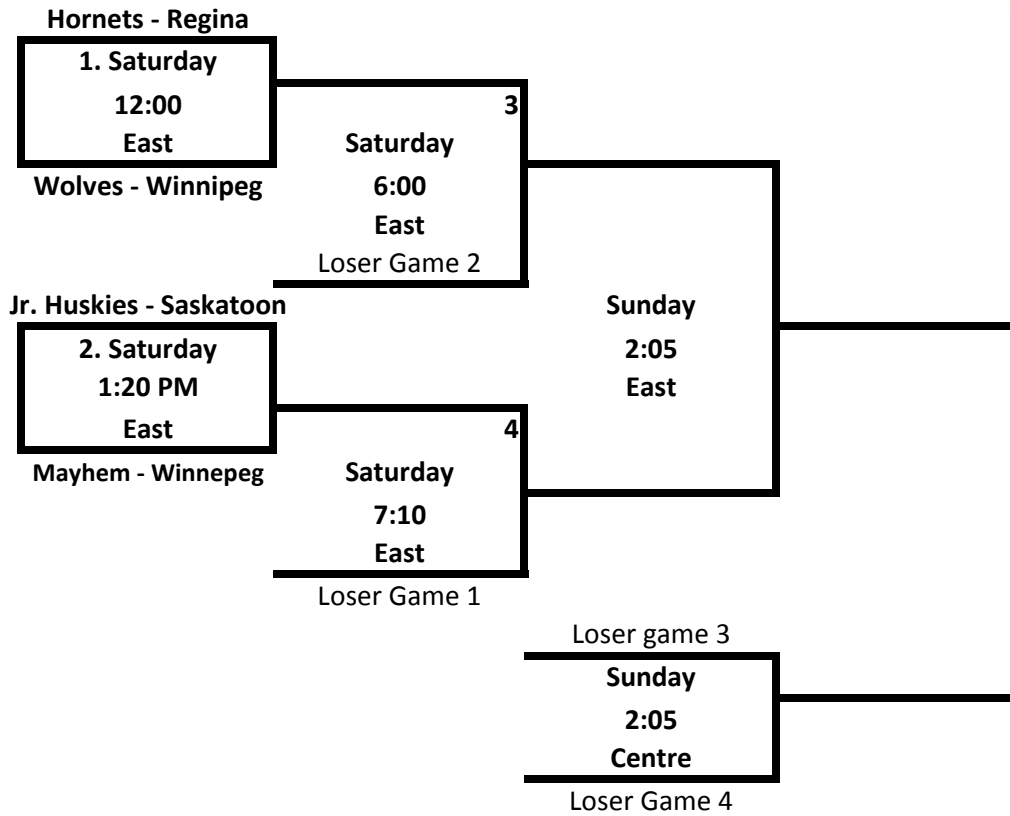 Hornets - Regina
1. Saturday
12:00
East
Wolves - Winnipeg
3
Saturday
6:00
East
Loser Game 2
Jr. Huskies - Saskatoon
2. Saturday
1:20 PM
East
Mayhem - Winnepeg
4
Saturday
7:10
East
Loser Game 1
Sunday
2:05
East
Loser game 3
Sunday
2:05
Centre
Loser Game 4